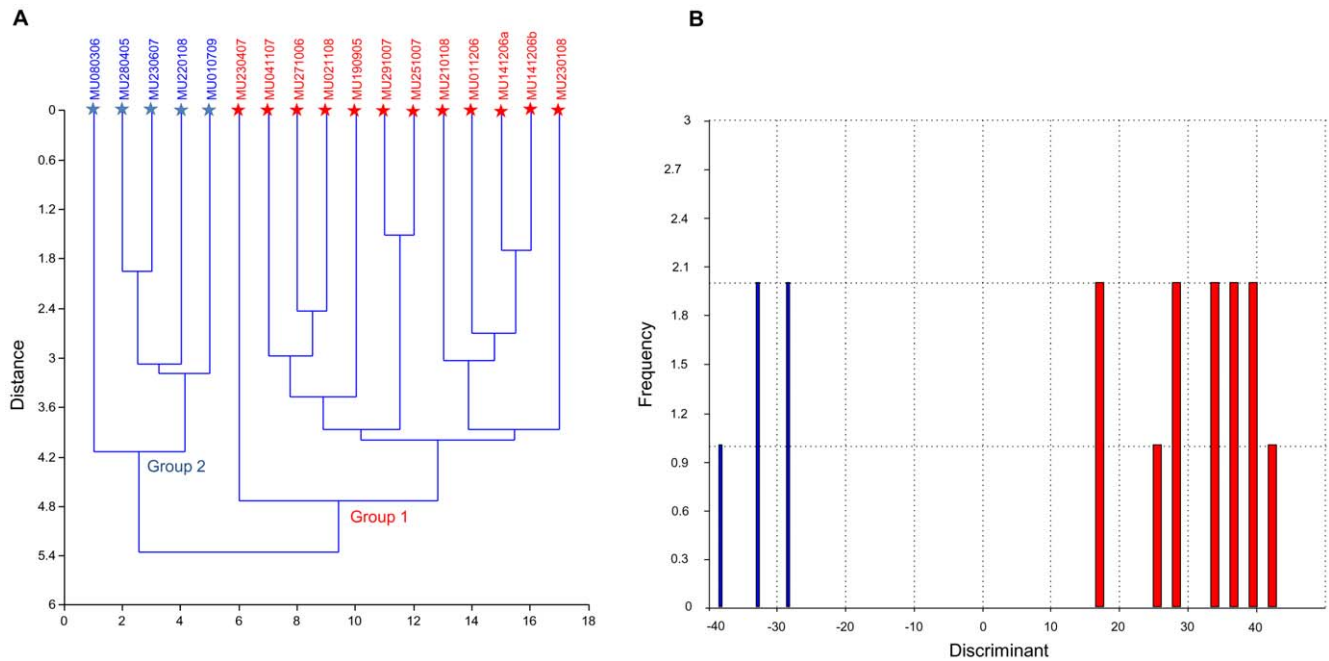 A
MU080306
MU280405
MU230607
MU220108
MU010709
MU230407
MU041107
MU271006
MU021108
MU190905
MU291007
MU251007
MU210108
MU011206
MU141206a
MU141206b
MU230108
0
0.6
1.2
1.8
2.4
3
3.6
4.2
4.8
5.4
6
Distance
Group 2
Group 1
0 2 4 6 8 10 12 14 16 18
B
3
2.7
2.4
2.1
1.8
1.5
1.2
0.9
0.6
0.3
0
Frequency
-40 -30 -20 -10 0 10 20 30 40
Discriminant